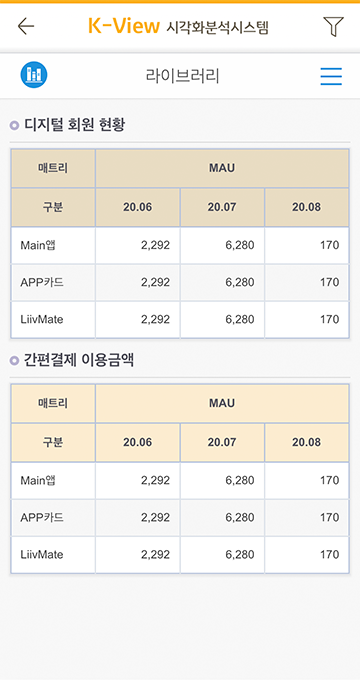 K-View 시각화분석시스템
라이브러리
디지털 회원 현황
매트리 MAU
구분 20.06 20.07 20.08
Main앱 2,292 6,280 170
APP카드 2,292 6,280 170
LiivMate 2,292 6,280 170
간편결제 이용금액
매트리 MAU
구분 20.06 20.07 20.08
Main앱 2,292 6,280 170
APP카드 2,292 6,280 170
LiivMate 2,292 6,280 170